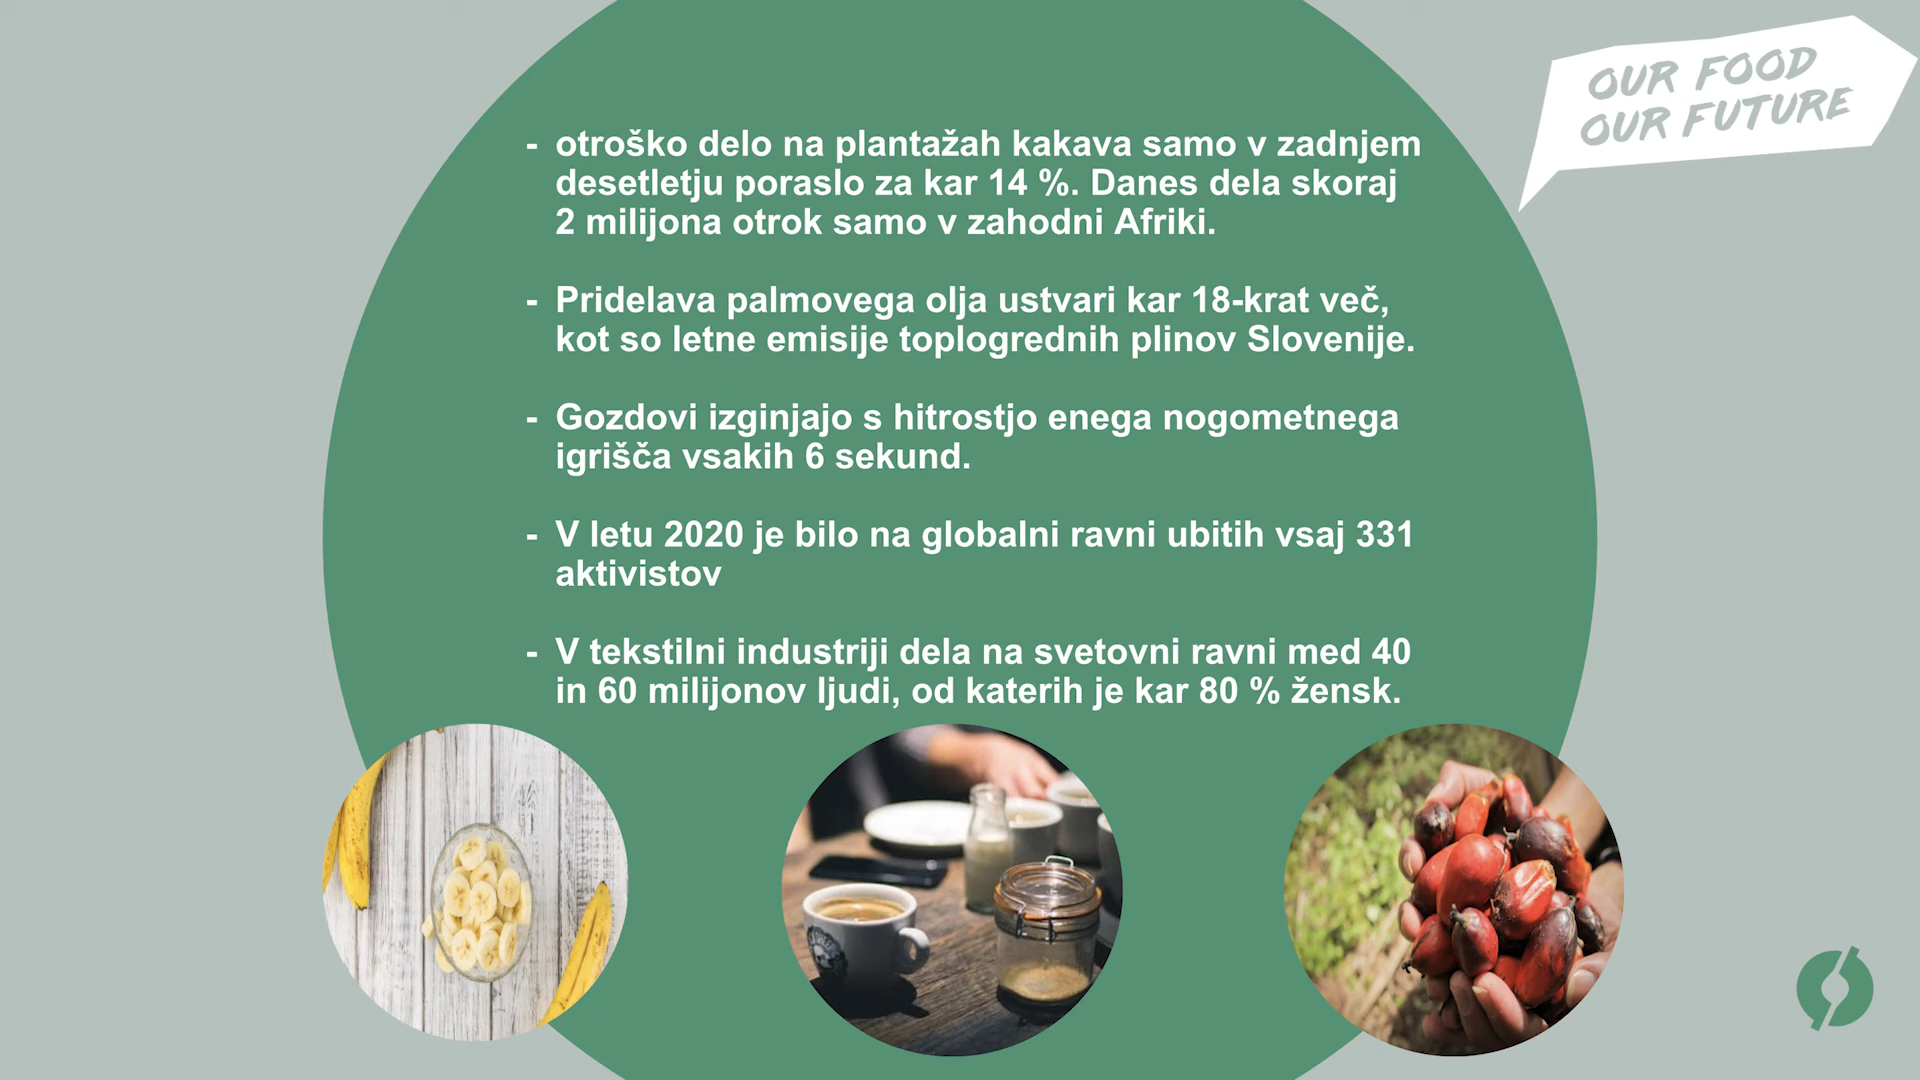 OUR FOOD
OUR FUTURE
- otroško delo na plantažah kakava samo v zadnjem
desetletju poraslo za kar 14 %. Danes dela skoraj
2 milijona otrok samo v zahodni Afriki.
- Pridelava palmovega olja ustvari kar 18-krat več,
kot so letne emisije toplogrednih plinov Slovenije.
- Gozdovi izginjajo s hitrostjo enega nogometnega
igrišča vsakih 6 sekund.
- V letu 2020 je bilo na globalni ravni ubitih vsaj 331
aktivistov
- V tekstilni industriji dela na svetovni ravni med 40
in 60 milijonov ljudi, od katerih je kar 80 % žensk.